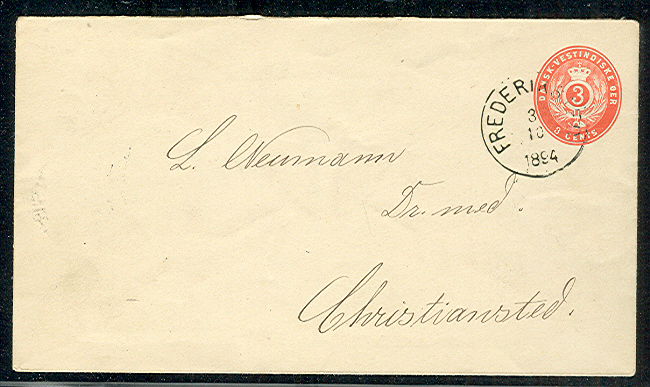 DANSK-VESTINDISKE ØER
3
3 CENTS
FREDERI
3
10
1894
L. Neumann
Dr. med.
Christiansted.